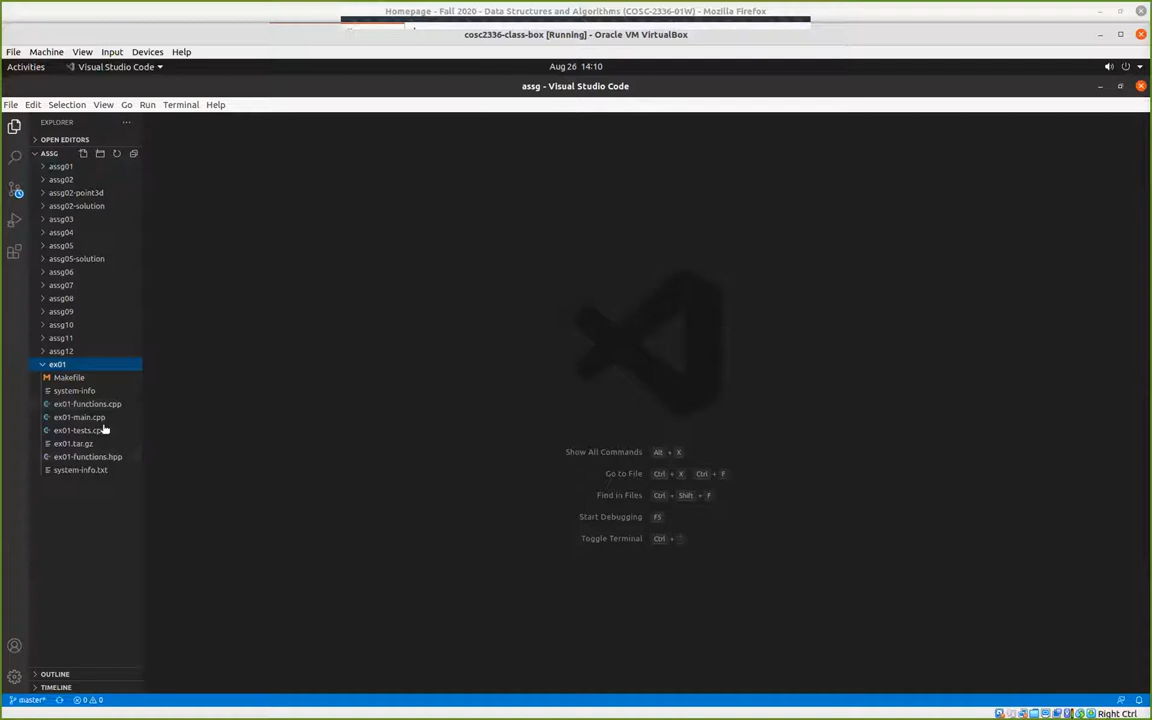 Homepage - Fall 2020 - Data Structures and Algorithms (COSC-2336-01W) - Mozilla Firefox
cosc2336-class-box [Running] - Oracle VM VirtualBox
File Machine View Input Devices Help
Activities Visual Studio Code Aug 26 14:10
assg - Visual Studio Code
File Edit Selection View Go Run Terminal Help
EXPLORER
OPEN EDITORS
ASSG
assg01
assg02
assg02-point3d
assg02-solution
assg03
assg04
assg05
assg05-solution
assg06
assg07
assg08
assg09
assg10
assg11
assg12
ex01
Makefile
system-info
ex01-functions.cpp
ex01-main.cpp
ex01-tests.cpp
ex01.tar.gz
ex01-functions.hpp
system-info.txt
Show All Commands Alt + X
Go to File Ctrl + X Ctrl + F
Find in Files Ctrl + Shift + F
Start Debugging F5
Toggle Terminal Ctrl + `
OUTLINE
TIMELINE
master* 0 0
Right Ctrl